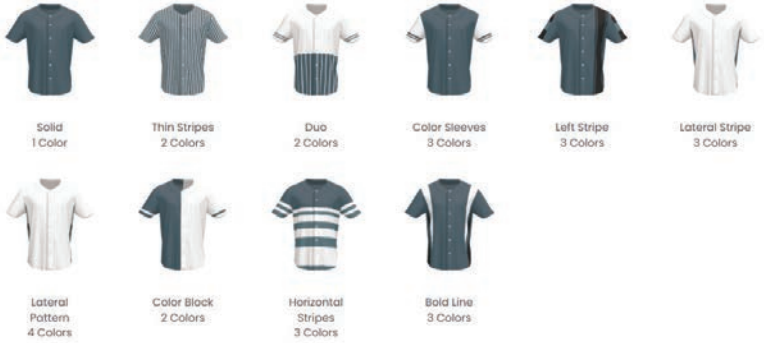 Solid
1 Color
Thin Stripes
2 Colors
Duo
2 Colors
Color Sleeves
3 Colors
Left Stripe
3 Colors
Lateral Stripe
3 Colors
Lateral
Pattern
4 Colors
Color Block
2 Colors
Horizontal
Stripes
3 Colors
Bold Line
3 Colors